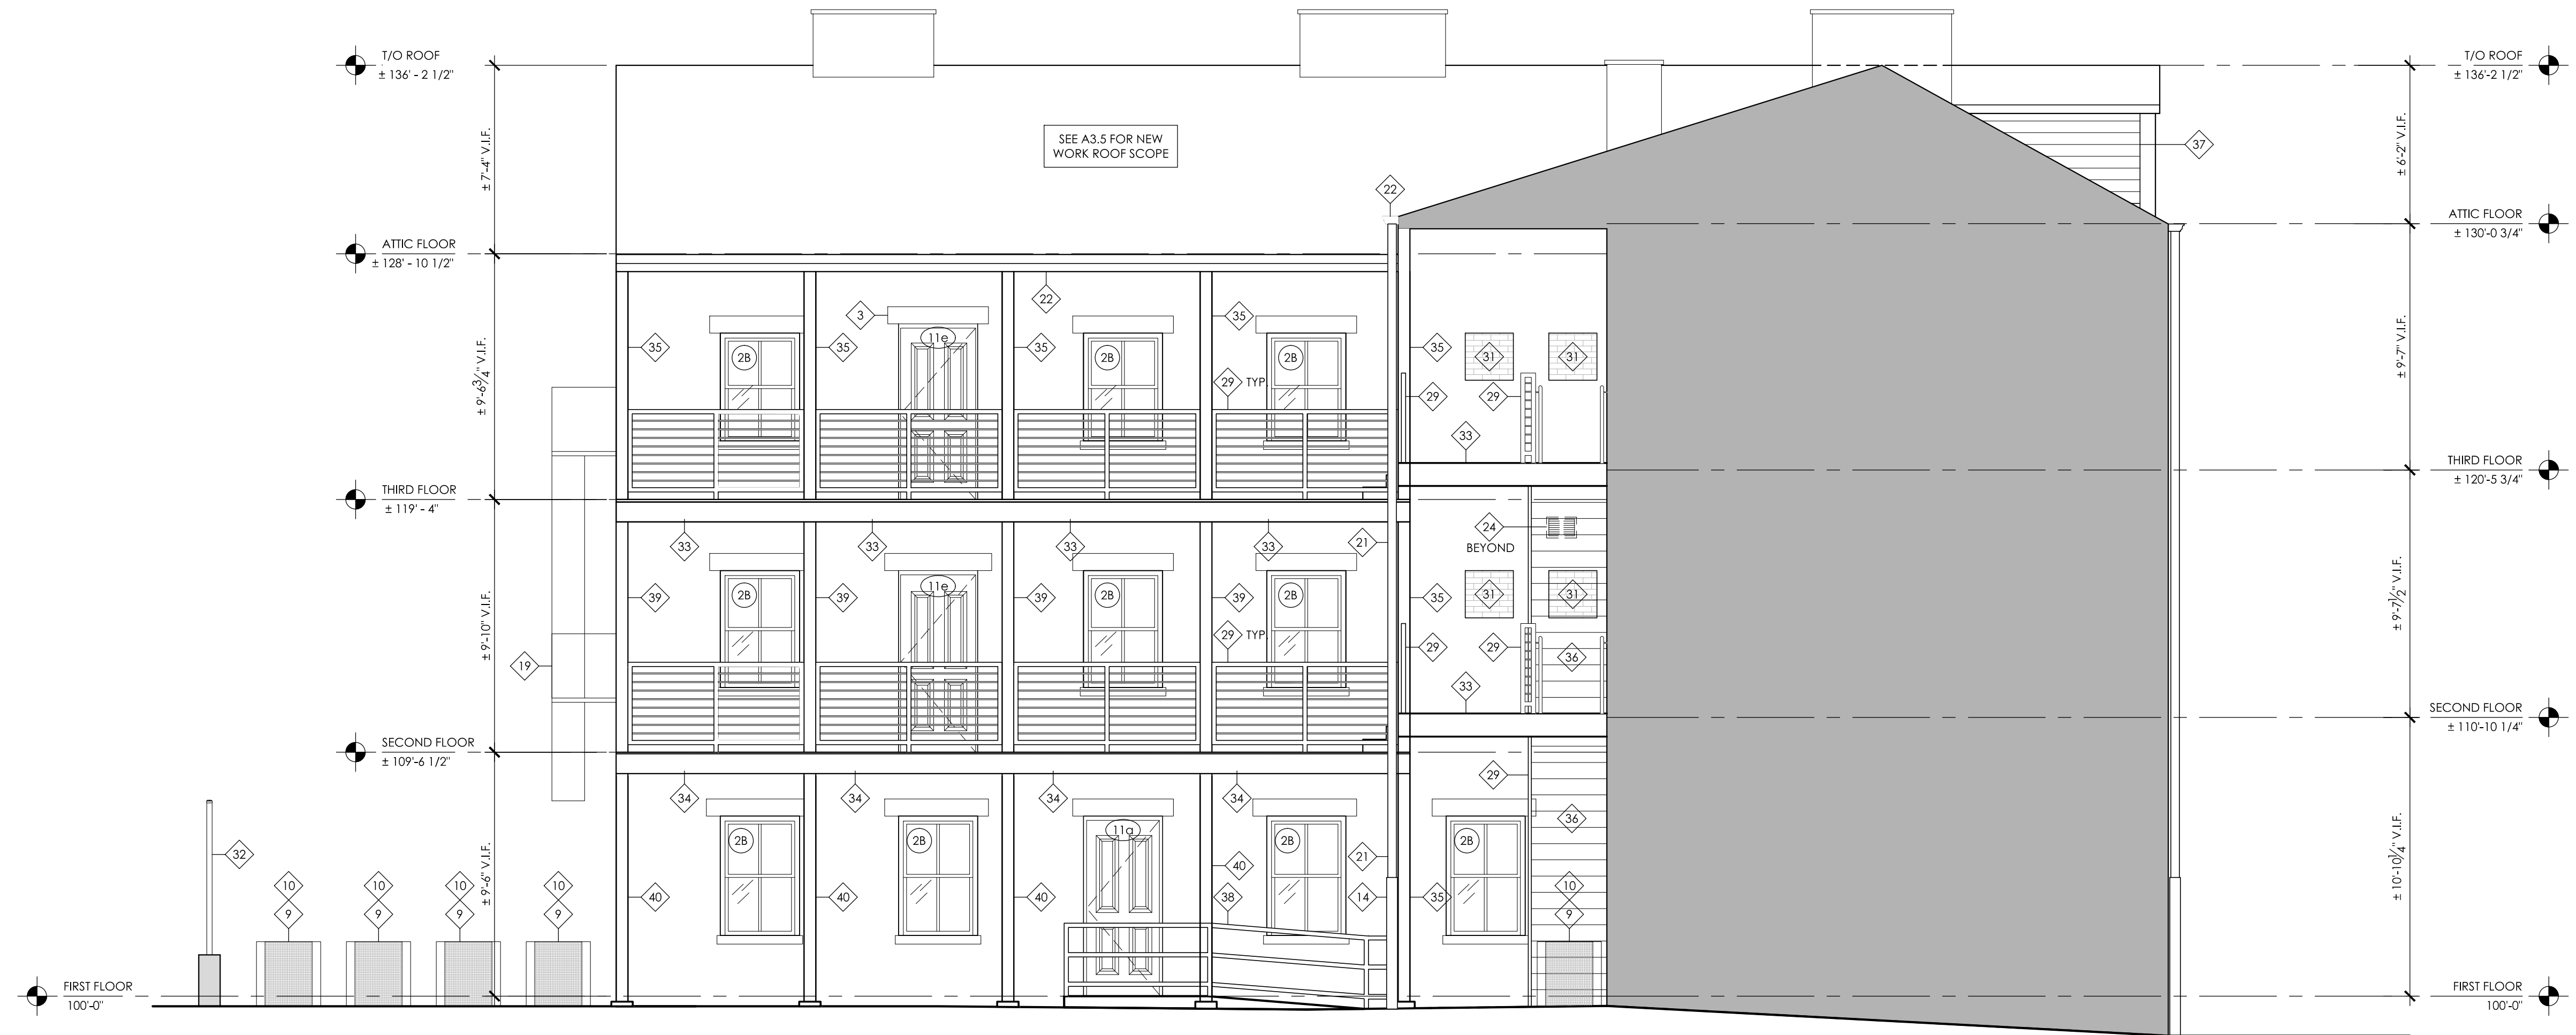 T/O ROOF
± 136' - 2 1/2"
T/O ROOF
± 136'-2 1/2"
± 7'-4" V.I.F.
SEE A3.5 FOR NEW
WORK ROOF SCOPE
37
± 6'-2" V.I.F.
22
ATTIC FLOOR
± 128' - 10 1/2"
ATTIC FLOOR
± 130'-0 3/4"
22
3
35
11e
35
35
35
35
2B
2B
2B
31
31
± 9'-6 3/4" V.I.F.
± 9'-7" V.I.F.
29 TYP.
29
29
33
THIRD FLOOR
± 119' - 4"
THIRD FLOOR
± 120'-5 3/4"
33
33
33
33
21
24
BEYOND
11e
39
39
39
39
35
2B
2B
2B
31
31
± 9'-10" V.I.F.
± 9'-7 1/2" V.I.F.
29 TYP.
29
29
36
19
33
SECOND FLOOR
± 109'-6 1/2"
SECOND FLOOR
± 110'-10 1/4"
29
34
34
34
34
36
11a
2B
2B
2B
2B
32
21
40
± 9'-6" V.I.F.
± 10'-10 1/4" V.I.F.
10
10
10
10
10
40
40
40
38
14
35
9
9
9
9
9
FIRST FLOOR
100'-0"
FIRST FLOOR
100'-0"